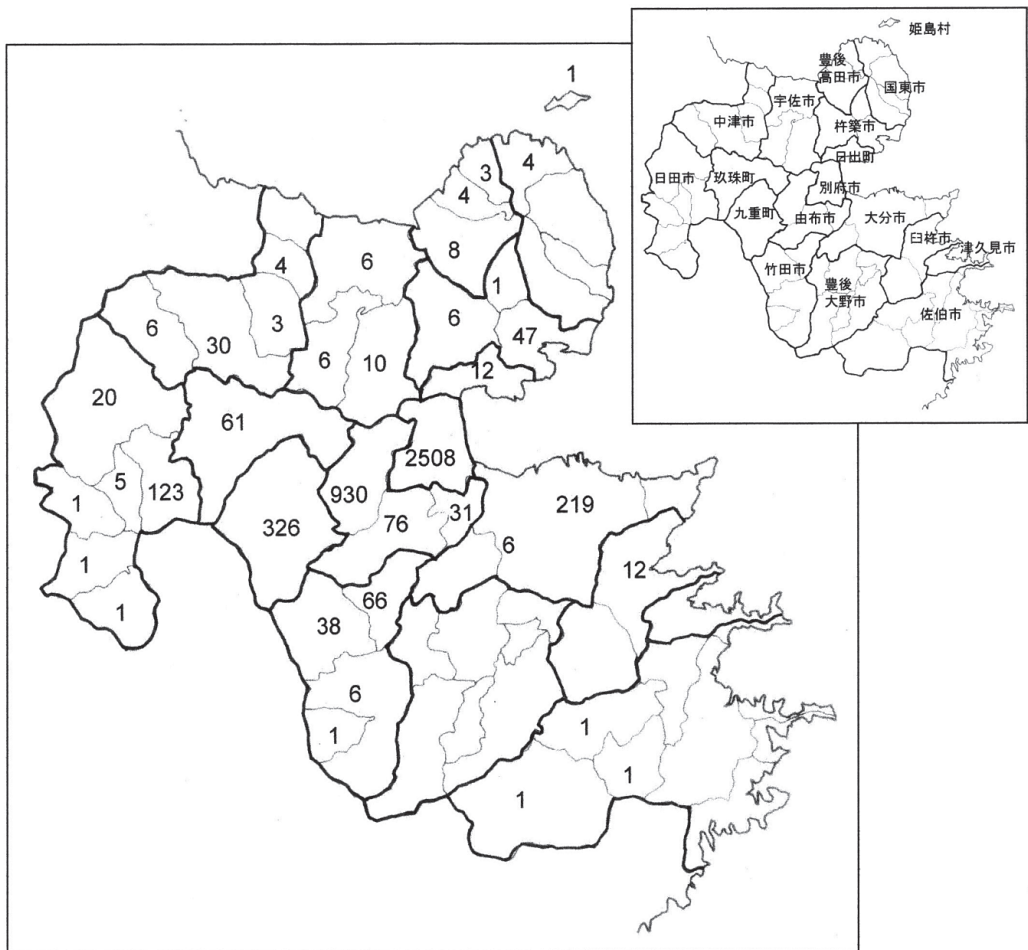 1
3
4
4
8
4
6
1
6
30
3
6
47
6
10
12
20
61
2508
5
123
930
1
31
219
326
76
6
1
12
66
38
1
6
1
1
1
1
姫島村
豊後
高田市
国東市
宇佐市
中津市
杵築市
日出町
日田市
玖珠町
別府市
九重町
由布市
大分市
臼杵市
津久見市
竹田市
豊後
大野市
佐伯市